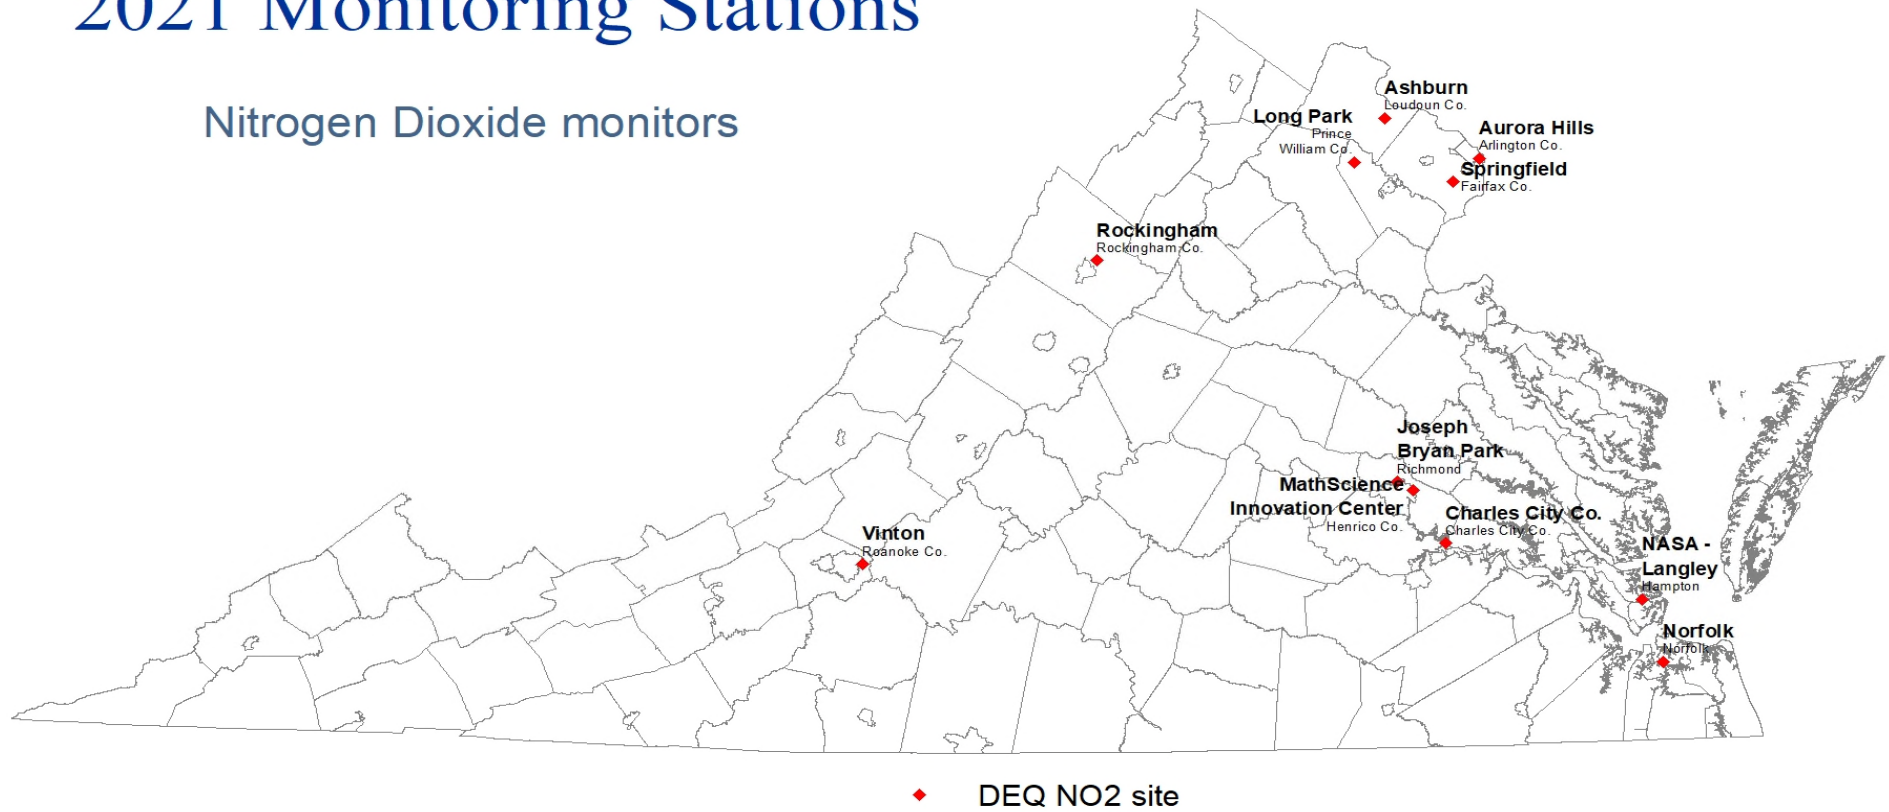 2021 Monitoring Stations
Nitrogen Dioxide monitors
Ashburn
Loudoun Co.
Long Park
Prince
William Co.
Aurora Hills
Arlington Co.
Springfield
Fairfax Co.
Rockingham
Rockingham Co.
Joseph
Bryan Park
Richmond
MathScience
Innovation Center
Henrico Co.
Charles City Co.
Charles City Co.
Vinton
Roanoke Co.
NASA -
Langley
Hampton
Norfolk
Norfolk
DEQ NO2 site